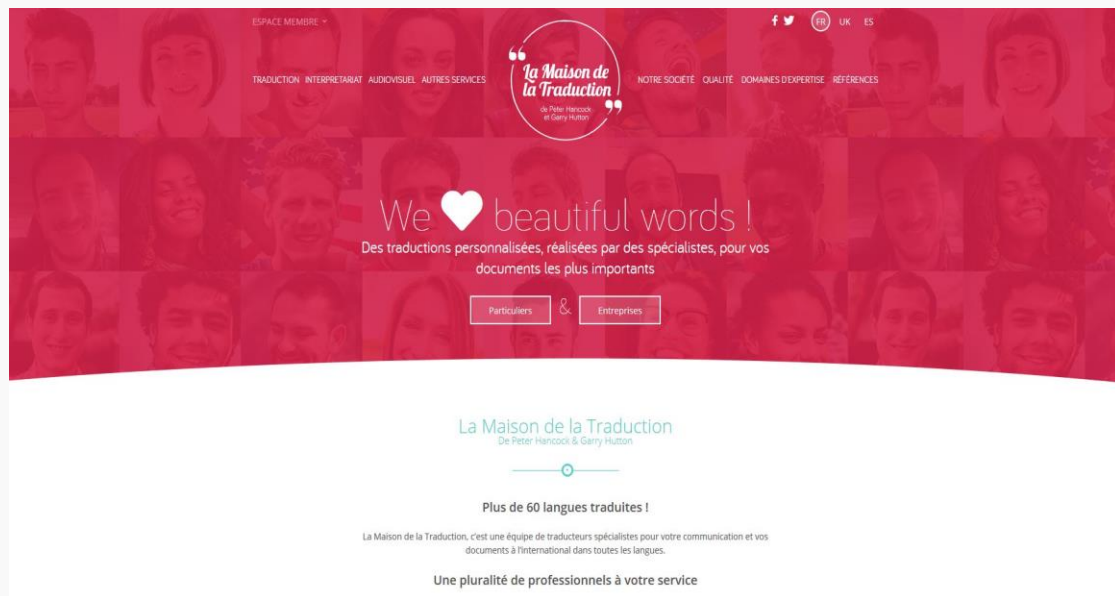 ESPACE MEMBRE
FR UK ES
TRADUCTION INTERPRETARIAT AUDIOVISUEL AUTRES SERVICES
“ La Maison de
la Traduction ”
de Peter Hancock
et Garry Hutton
NOTRE SOCIÉTÉ QUALITÉ DOMAINES D'EXPERTISE RÉFÉRENCES
We beautiful words !
Des traductions personnalisées, réalisées par des spécialistes, pour vos
documents les plus importants
Particuliers & Entreprises
La Maison de la Traduction
De Peter Hancock & Garry Hutton
Plus de 60 langues traduites !
La Maison de la Traduction, c'est une équipe de traducteurs spécialistes pour votre communication et vos
documents à l'international dans toutes les langues.
Une pluralité de professionnels à votre service